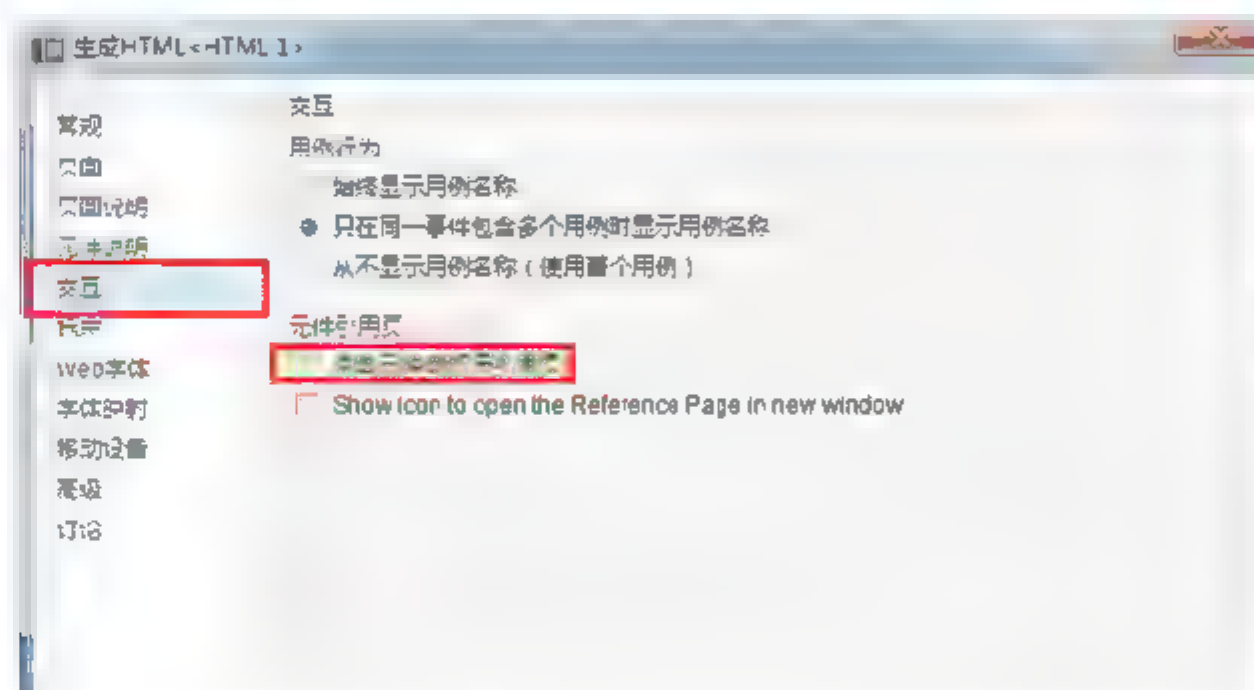 生成HTML<HTML 1>
常规
页面
页面说明
元件说明
交互
Web字体
字体映射
移动设备
高级
讨论
交互
用例行为
始终显示用例名称
只在同一事件包含多个用例时显示用例名称
从不显示用例名称(使用首个用例)
元件引用页
Show icon to open the Reference Page in new window